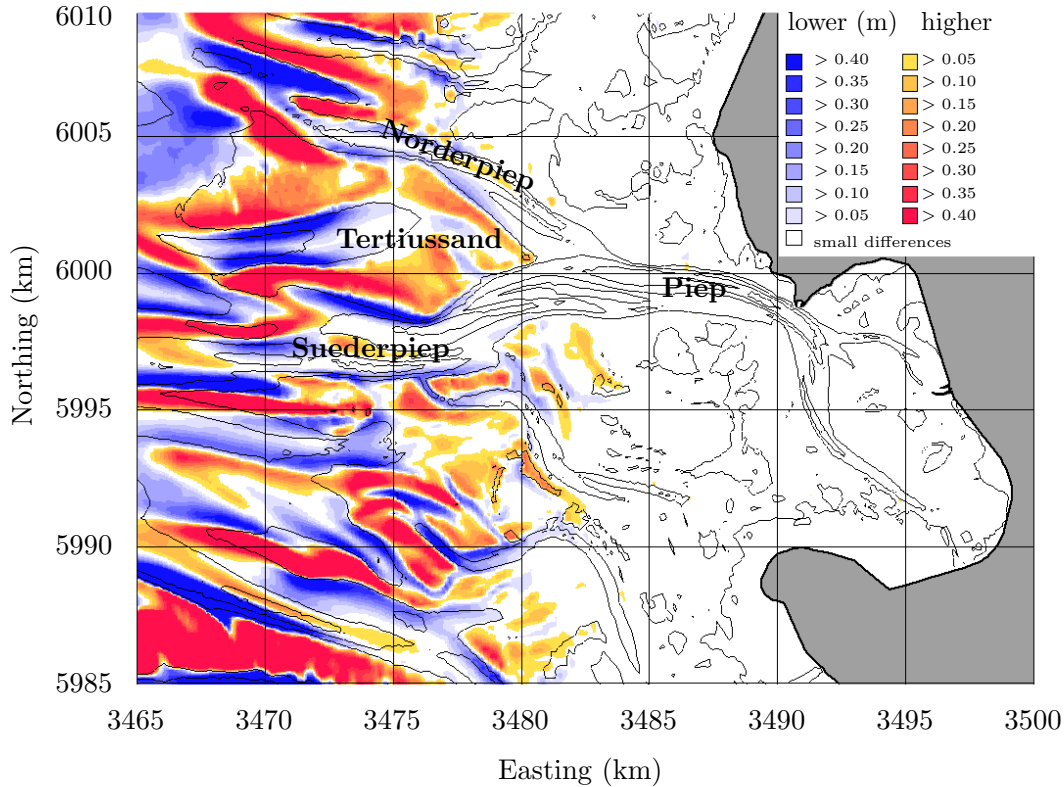 6010
6005
6000
5995
5990
5985
Northing (km)
3465 3470 3475 3480 3485 3490 3495 3500
Easting (km)
Norderpiep
Tertiussand
Piep
Suederpiep
lower (m) higher
> 0.40 > 0.05
> 0.35 > 0.10
> 0.30 > 0.15
> 0.25 > 0.20
> 0.20 > 0.25
> 0.15 > 0.30
> 0.10 > 0.35
> 0.05 > 0.40
small differences